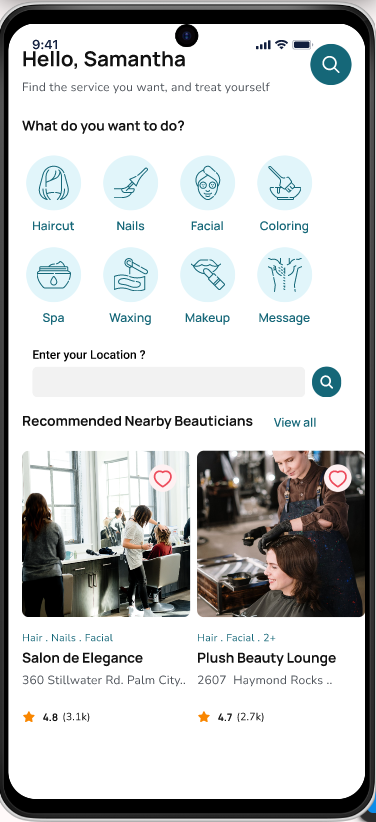 9:41
Hello, Samantha
Find the service you want, and treat yourself
What do you want to do?
Haircut Nails Facial Coloring
Spa Waxing Makeup Message
Enter your Location ?
Recommended Nearby Beauticians View all
Hair . Nails . Facial Hair . Facial . 2+
Salon de Elegance Plush Beauty Lounge
360 Stillwater Rd. Palm City.. 2607 Haymond Rocks ..
4.8 (3.1k) 4.7 (2.7k)